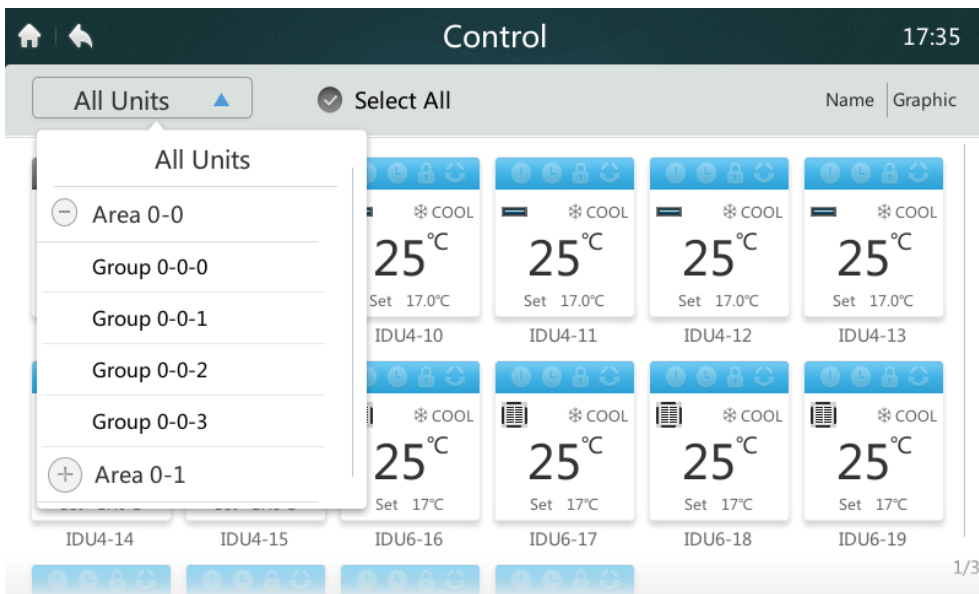 Control
17:35
All Units
Select All
Name
Graphic
All Units
Area 0-0
Group 0-0-0
Group 0-0-1
Group 0-0-2
Group 0-0-3
Area 0-1
COOL COOL COOL COOL
25℃ 25℃ 25℃ 25℃
Set 17.0℃ Set 17.0℃ Set 17.0℃ Set 17.0℃
IDU4-10 IDU4-11 IDU4-12 IDU4-13
COOL COOL COOL COOL
25℃ 25℃ 25℃ 25℃
Set 17℃ Set 17℃ Set 17℃ Set 17℃
IDU4-14 IDU4-15 IDU6-16 IDU6-17 IDU6-18 IDU6-19
1/3